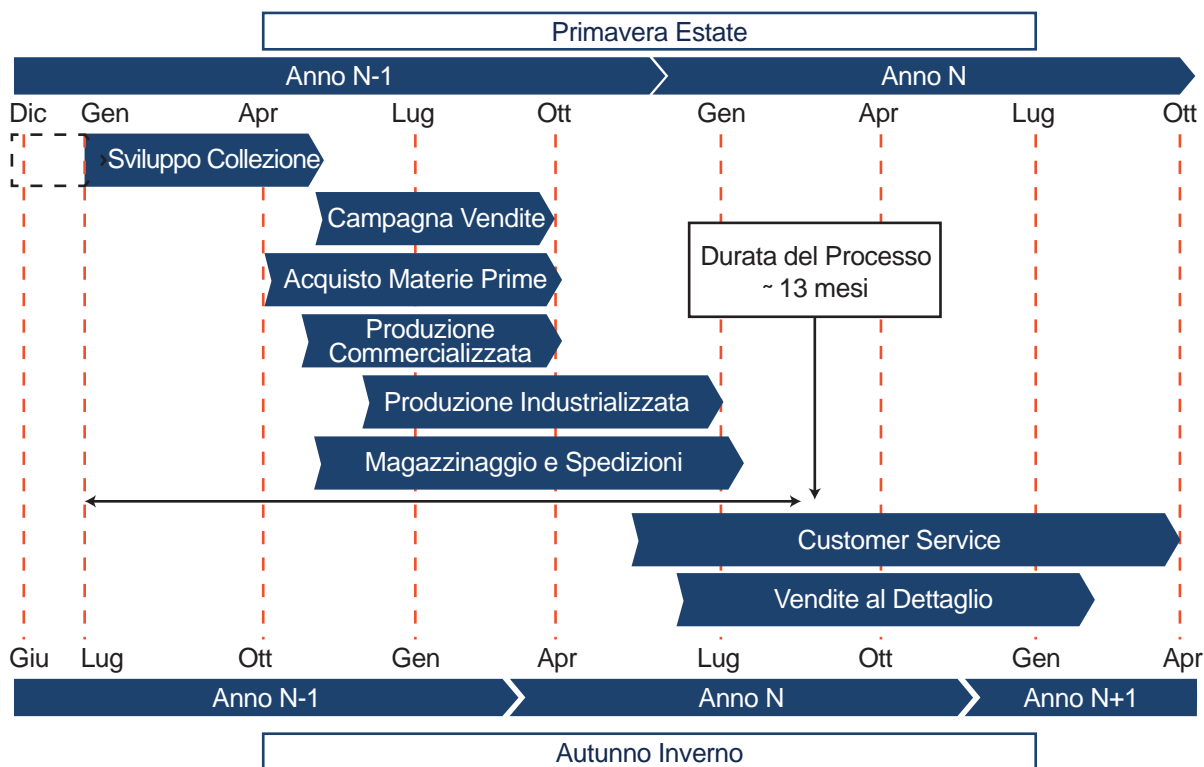 Primavera Estate
Anno N-1 Anno N
Dic Gen Apr Lug Ott Gen Apr Lug Ott
Sviluppo Collezione
Campagna Vendite
Durata del Processo
~ 13 mesi
Acquisto Materie Prime
Produzione
Commercializzata
Produzione Industrializzata
Magazzinaggio e Spedizioni
Customer Service
Vendite al Dettaglio
Giu Lug Ott Gen Apr Lug Ott Gen Apr
Anno N-1 Anno N Anno N+1
Autunno Inverno